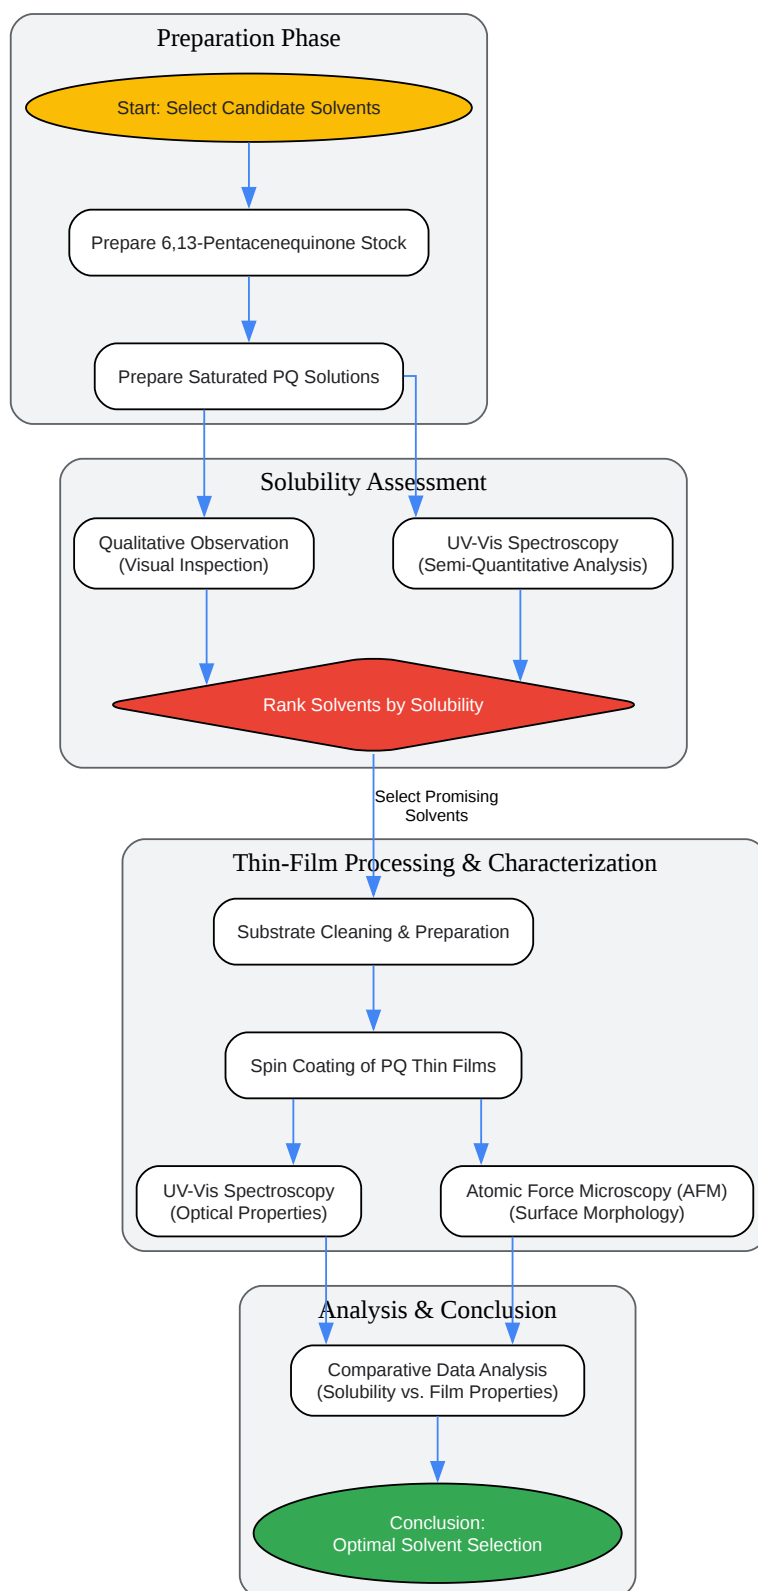 Preparation Phase
Start: Select Candidate Solvents
Prepare 6,13-Pentacenequinone Stock
Prepare Saturated PQ Solutions
Solubility Assessment
Qualitative Observation
(Visual Inspection)
UV-Vis Spectroscopy
(Semi-Quantitative Analysis)
Rank Solvents by Solubility
Select Promising
Solvents
Thin-Film Processing & Characterization
Substrate Cleaning & Preparation
Spin Coating of PQ Thin Films
UV-Vis Spectroscopy
(Optical Properties)
Atomic Force Microscopy (AFM)
(Surface Morphology)
Analysis & Conclusion
Comparative Data Analysis
(Solubility vs. Film Properties)
Conclusion:
Optimal Solvent Selection